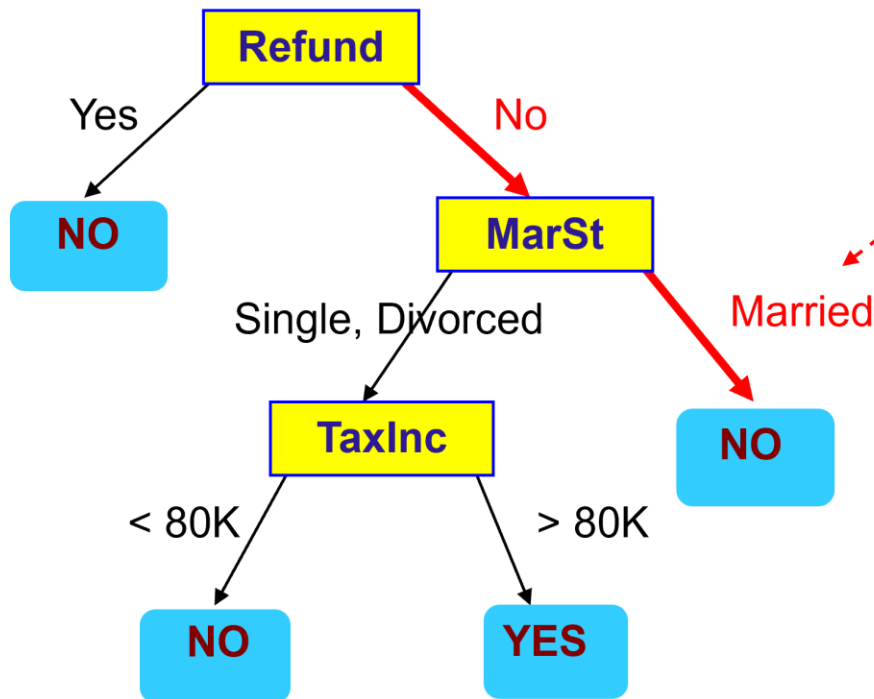 Refund
Yes
No
NO
MarSt
Single, Divorced
Married
TaxInc
NO
< 80K
> 80K
NO
YES